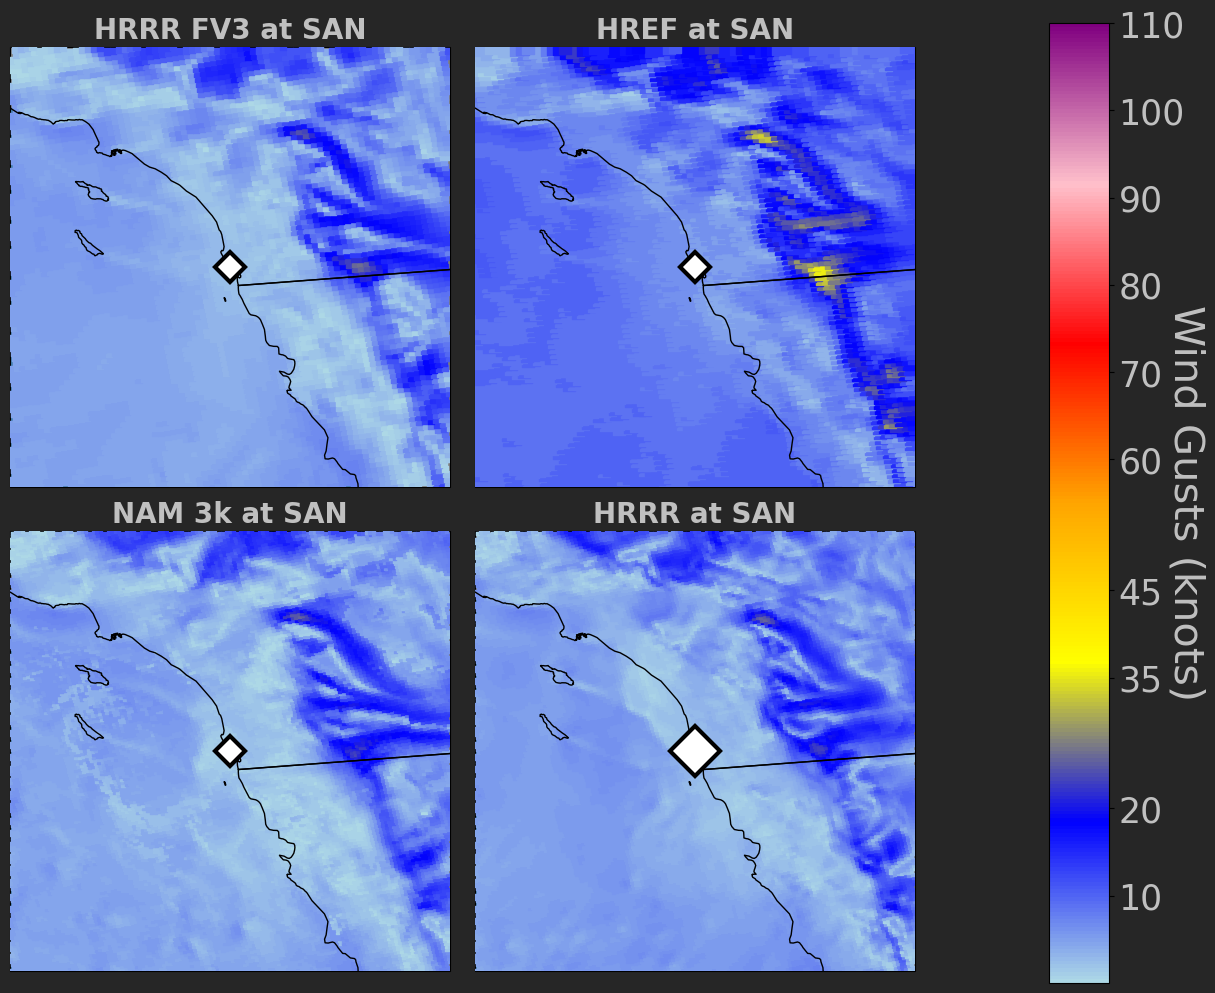 HRRR FV3 at SAN
HREF at SAN
NAM 3k at SAN
HRRR at SAN
110
100
90
80
70
60
45
35
20
10
Wind Gusts (knots)